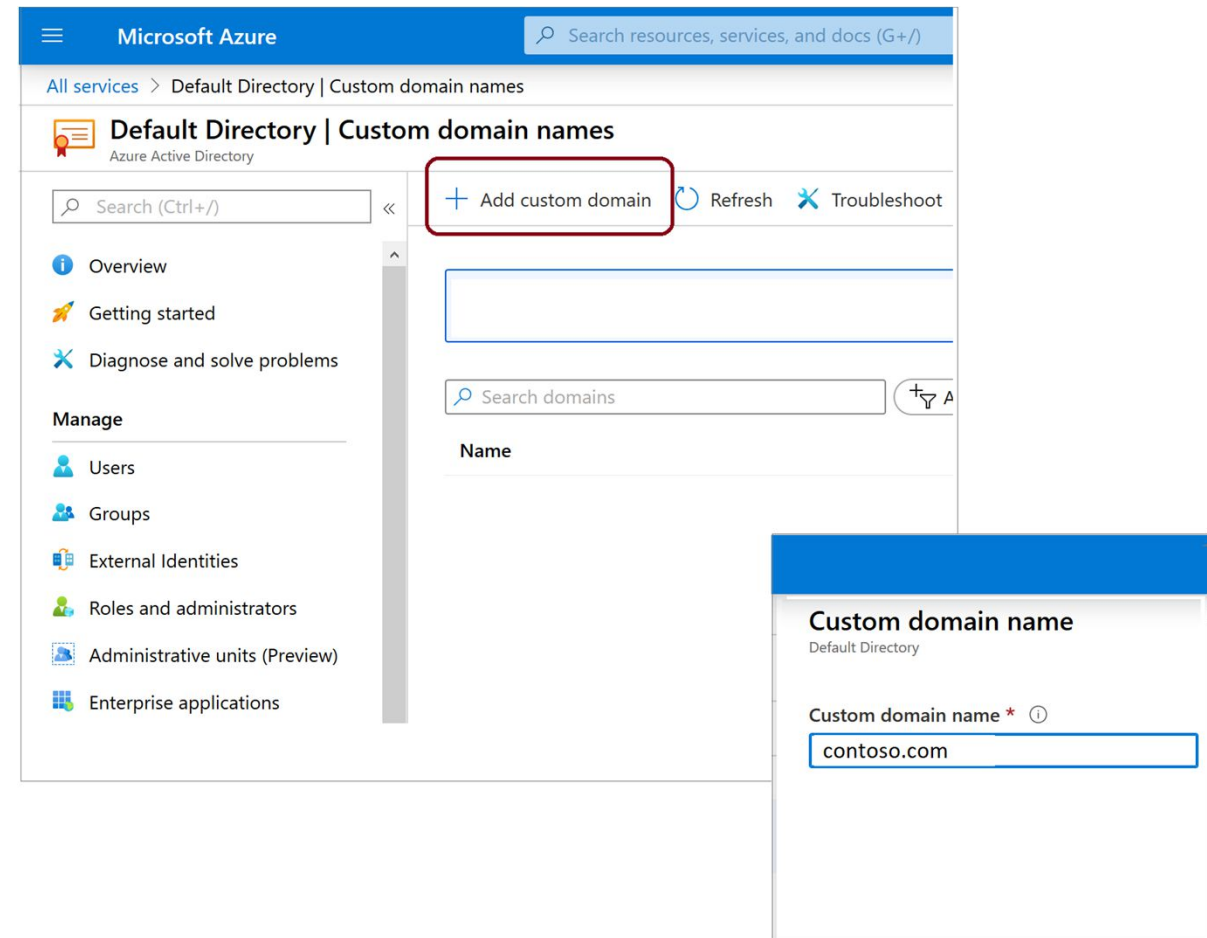 Microsoft Azure
Search resources, services, and docs (G+/)
All services > Default Directory | Custom domain names
Default Directory | Custom domain names
Azure Active Directory
Search (Ctrl+/)
«
+ Add custom domain
Refresh
Troubleshoot
Overview
Getting started
Diagnose and solve problems
Manage
Users
Groups
External Identities
Roles and administrators
Administrative units (Preview)
Enterprise applications
Search domains
A
Name
Custom domain name
Default Directory
Custom domain name *
contoso.com